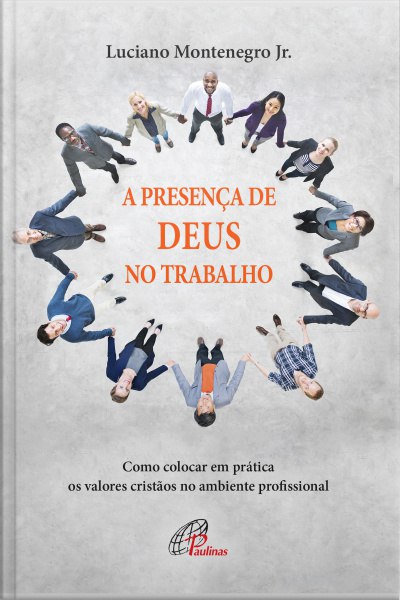 Luciano Montenegro Jr.
A PRESENÇA DE
DEUS
NO TRABALHO
Como colocar em prática
os valores cristãos no ambiente profissional
Paulinas